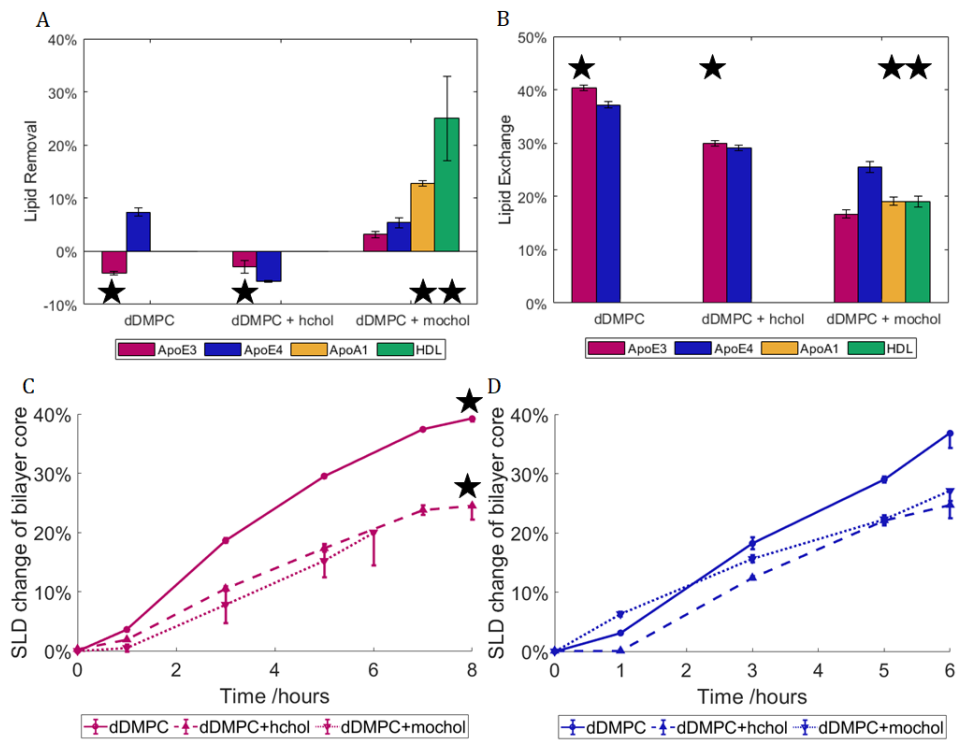 A
40%
30%
20%
10%
0%
-10%
Lipid Removal
dDMPC
dDMPC + hchol
dDMPC + mochol
ApoE3
ApoE4
ApoA1
HDL
B
50%
40%
30%
20%
10%
0%
Lipid Exchange
dDMPC
dDMPC + hchol
dDMPC + mochol
ApoE3
ApoE4
ApoA1
HDL
C
40%
30%
20%
10%
0%
SLD change of bilayer core
0 2 4 6 8
Time /hours
dDMPC
dDMPC+hchol
dDMPC+mochol
D
40%
30%
20%
10%
0%
SLD change of bilayer core
0 1 2 3 4 5 6
Time /hours
dDMPC
dDMPC+hchol
dDMPC+mochol